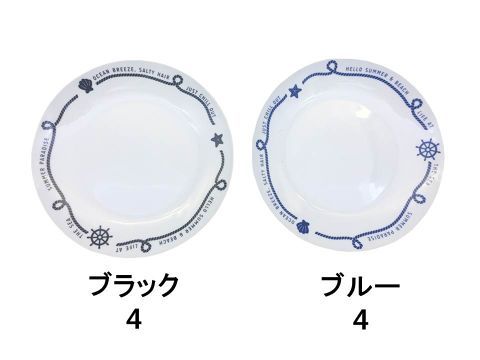 OCEAN BREEZE, SALTY HAIR
JUST CHILL OUT
HELLO SUMMER & BEACH
LIFE AT
THE SEA
SUMMER PARADISE
HELLO SUMMER & BEACH
LIFE AT
THE SEA
SUMMER PARADISE
OCEAN BREEZE, SALTY HAIR
JUST CHILL OUT
ブラック
4
ブルー
4